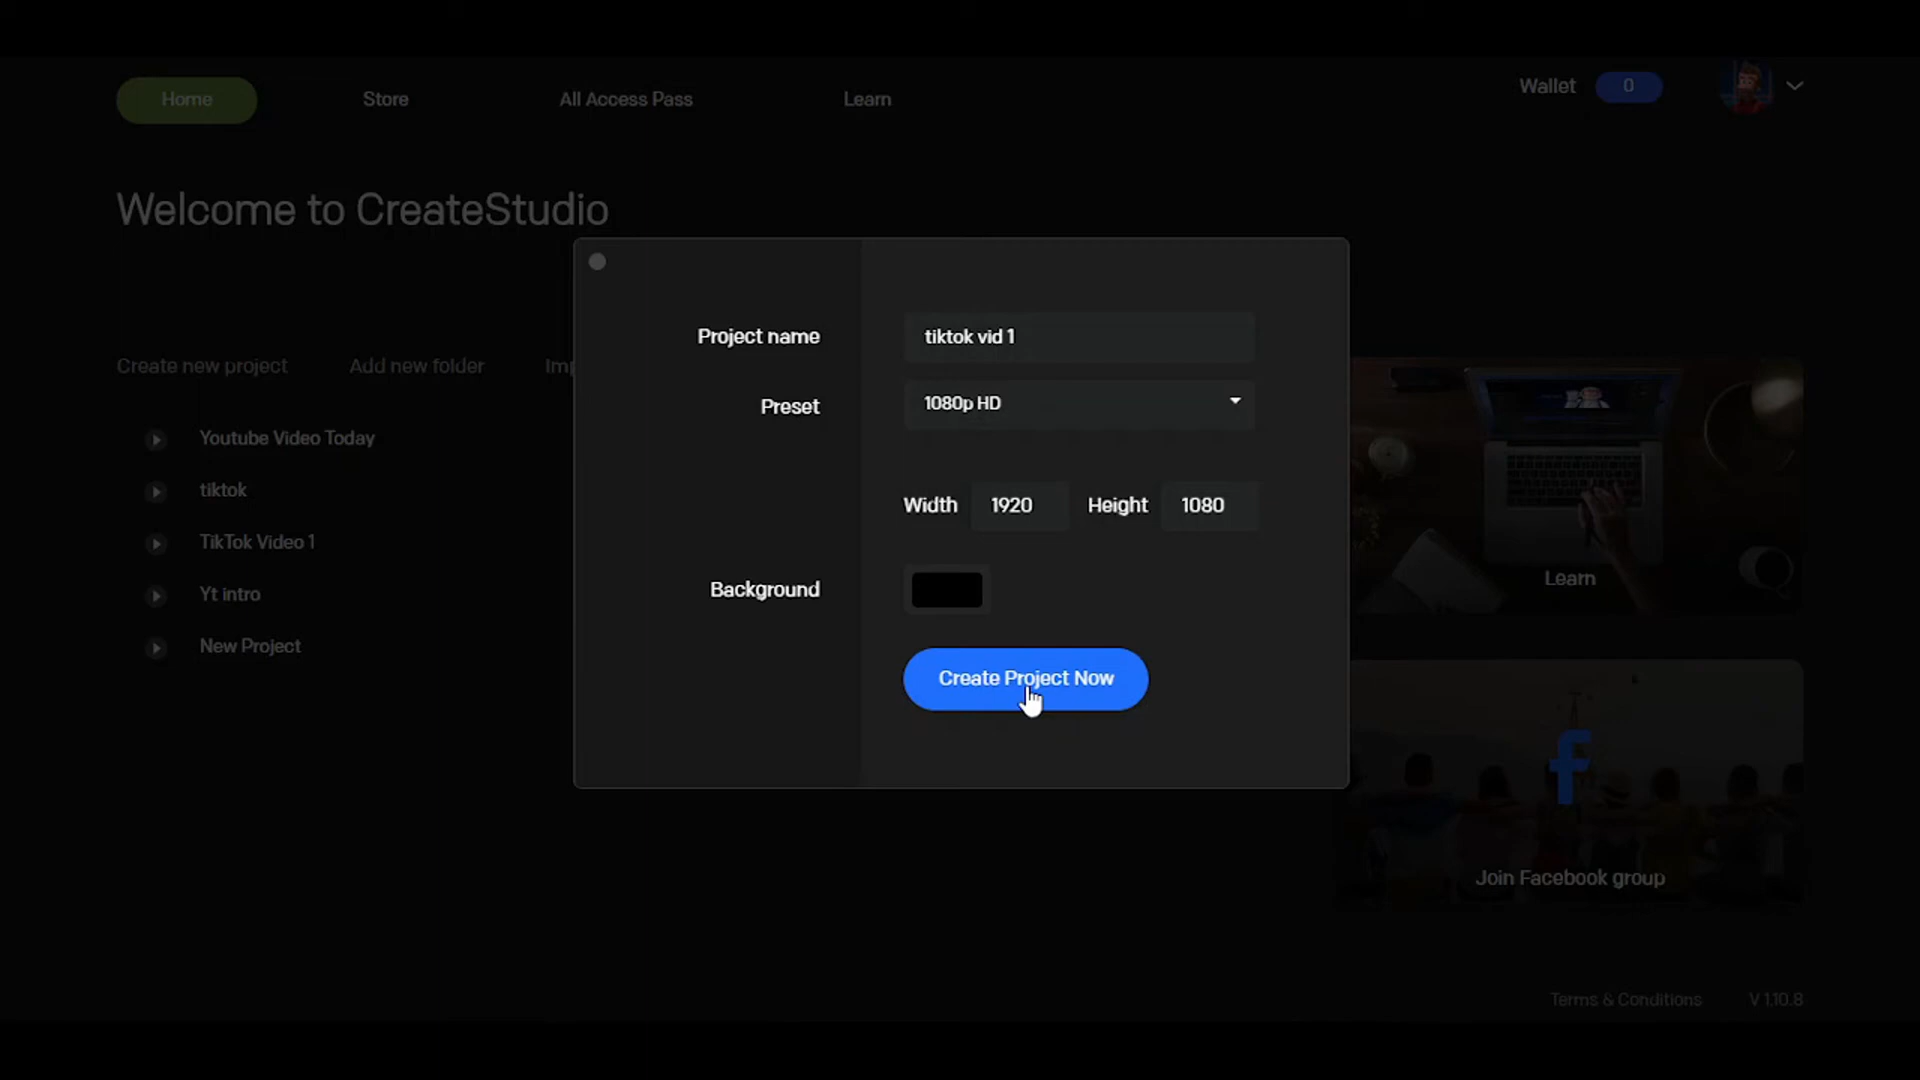 Home
Store
All Access Pass
Learn
Wallet
0
Welcome to CreateStudio
Create new project
Add new folder
Imp
Youtube Video Today
tiktok
TikTok Video 1
Yt intro
New Project
Project name
tiktok vid 1
Preset
1080p HD
Width
1920
Height
1080
Background
Create Project Now
Learn
f
Join Facebook group
Terms & Conditions
V 1.10.8